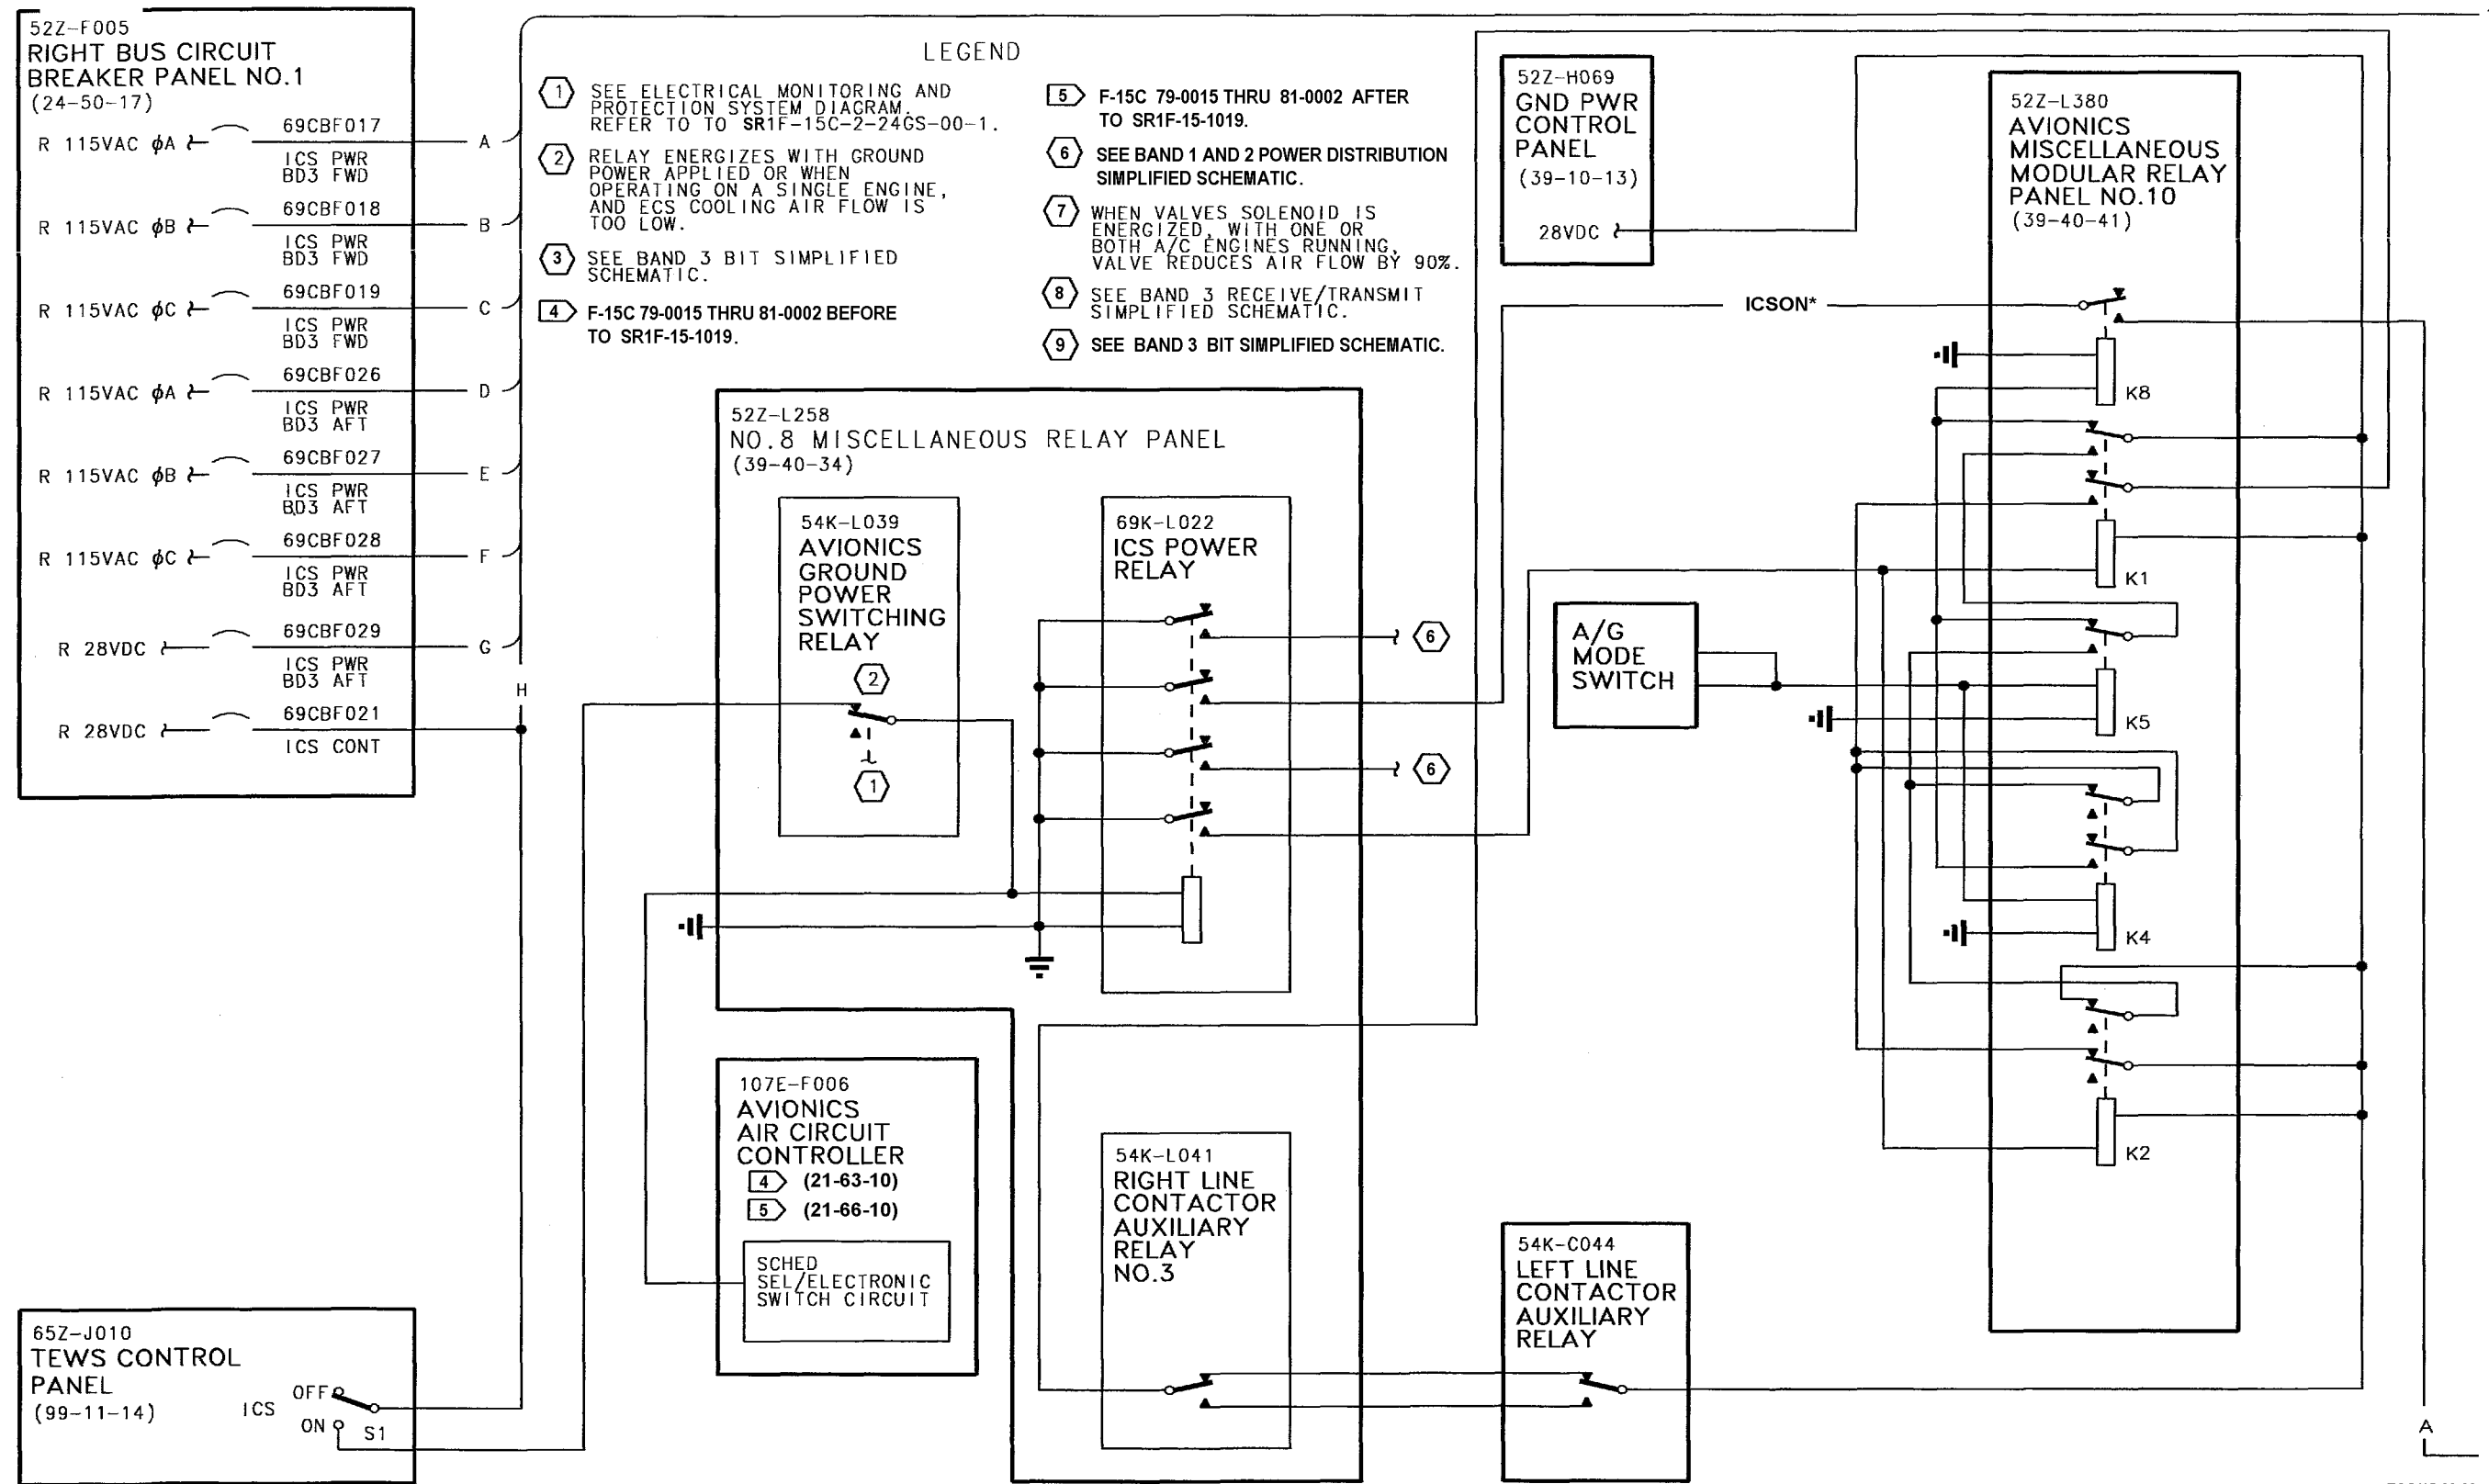 52Z-F005
RIGHT BUS CIRCUIT
BREAKER PANEL NO.1
(24-50-17)
R 115VAC ϕA
69CBF017
A
ICS PWR
BD3 FWD
R 115VAC ϕB
69CBF018
B
ICS PWR
BD3 FWD
R 115VAC ϕC
69CBF019
C
ICS PWR
BD3 FWD
R 115VAC ϕA
69CBF026
D
ICS PWR
BD3 AFT
R 115VAC ϕB
69CBF027
E
ICS PWR
BD3 AFT
R 115VAC ϕC
69CBF028
F
ICS PWR
BD3 AFT
R 28VDC
69CBF029
G
ICS PWR
BD3 AFT
H
R 28VDC
69CBF021
ICS CONT
LEGEND
1 SEE ELECTRICAL MONITORING AND
PROTECTION SYSTEM DIAGRAM.
REFER TO TO SR1F-15C-2-24GS-00-1.
2 RELAY ENERGIZES WITH GROUND
POWER APPLIED OR WHEN
OPERATING ON A SINGLE ENGINE,
AND ECS COOLING AIR FLOW IS
TOO LOW.
3 SEE BAND 3 BIT SIMPLIFIED
SCHEMATIC.
4 F-15C 79-0015 THRU 81-0002 BEFORE
TO SR1F-15-1019.
5 F-15C 79-0015 THRU 81-0002 AFTER
TO SR1F-15-1019.
6 SEE BAND 1 AND 2 POWER DISTRIBUTION
SIMPLIFIED SCHEMATIC.
7 WHEN VALVES SOLENOID IS
ENERGIZED, WITH ONE OR
BOTH A/C ENGINES RUNNING,
VALVE REDUCES AIR FLOW BY 90%.
8 SEE BAND 3 RECEIVE/TRANSMIT
SIMPLIFIED SCHEMATIC.
9 SEE BAND 3 BIT SIMPLIFIED SCHEMATIC.
52Z-H069
GND PWR
CONTROL
PANEL
(39-10-13)
28VDC
52Z-L380
AVIONICS
MISCELLANEOUS
MODULAR RELAY
PANEL NO.10
(39-40-41)
ICSON*
K8
K1
K5
K4
K2
A
A/G
MODE
SWITCH
52Z-L258
NO.8 MISCELLANEOUS RELAY PANEL
(39-40-34)
54K-L039
AVIONICS
GROUND
POWER
SWITCHING
RELAY
2
1
69K-L022
ICS POWER
RELAY
6
6
107E-F006
AVIONICS
AIR CIRCUIT
CONTROLLER
4 (21-63-10)
5 (21-66-10)
SCHED
SEL/ELECTRONIC
SWITCH CIRCUIT
54K-L041
RIGHT LINE
CONTACTOR
AUXILIARY
RELAY
NO.3
54K-C044
LEFT LINE
CONTACTOR
AUXILIARY
RELAY
65Z-J010
TEWS CONTROL
PANEL
(99-11-14)
ICS
OFF
ON
S1